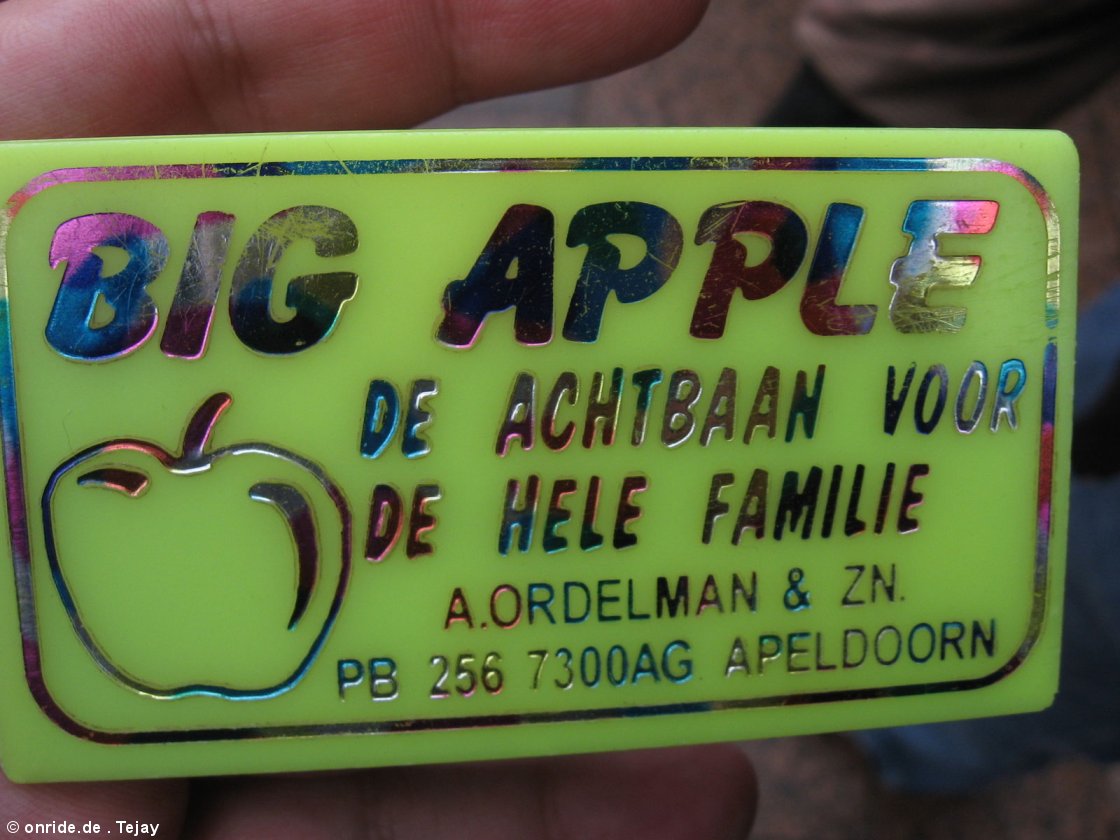 BIG APPLE
DE ACHTBAAN VOOR
DE HELE FAMILIE
A.ORDELMAN & ZN.
PB 256 7300AG APELDOORN
© onride.de . Tejay